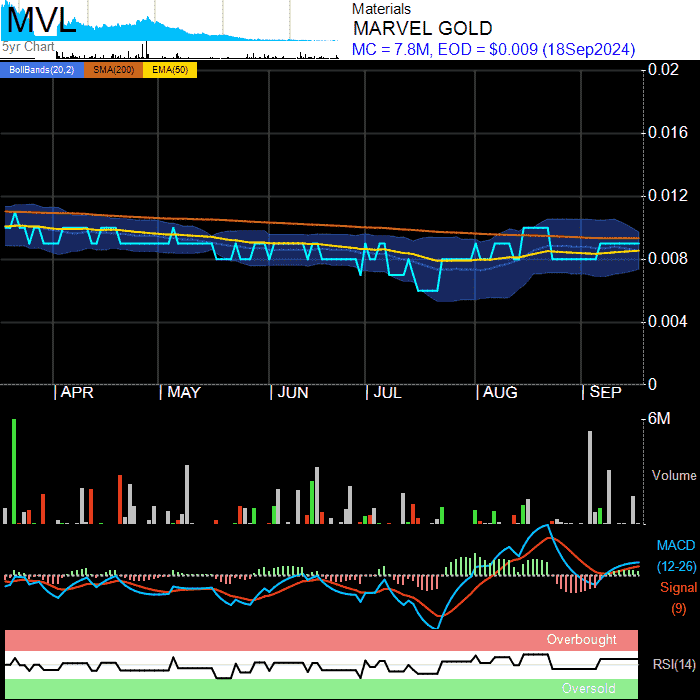 MVL
5yr Chart
Materials
MARVEL GOLD
MC = 7.8M, EOD = $0.009 (18Sep2024)
BollBands(20,2) SMA(200) EMA(50)
0.02
0.016
0.012
0.008
0.004
0
APR MAY JUN JUL AUG SEP
6M
Volume
MACD
(12-26)
Signal
(9)
Overbought
RSI(14)
Oversold